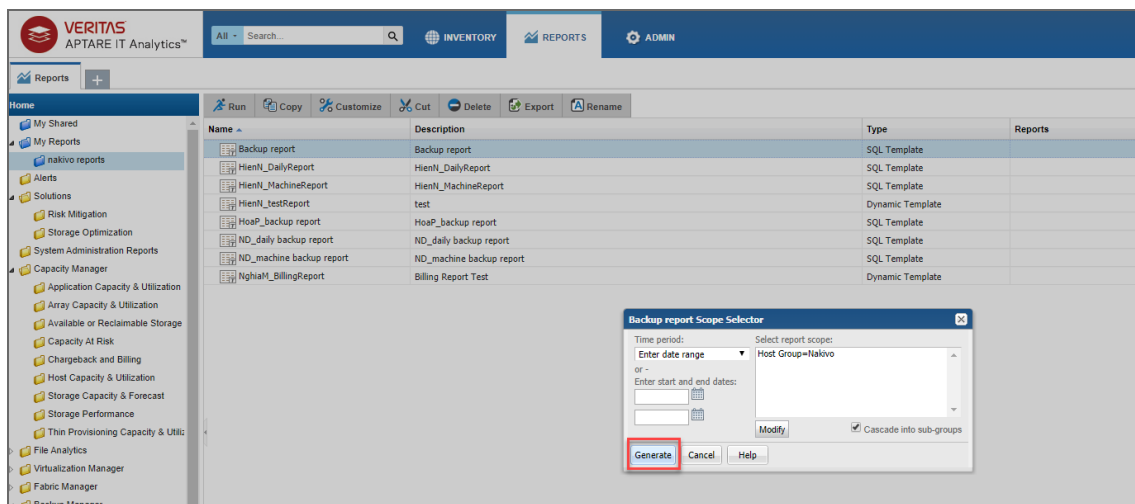 VERITAS
APTARE IT Analytics™
All Search... INVENTORY REPORTS ADMIN
Reports +
Home
Run Copy Customize Cut Delete Export Rename
My Shared
My Reports
nakivo reports
Alerts
Solutions
Risk Mitigation
Storage Optimization
System Administration Reports
Capacity Manager
Application Capacity & Utilization
Array Capacity & Utilization
Available or Reclaimable Storage
Capacity At Risk
Chargeback and Billing
Host Capacity & Utilization
Storage Capacity & Forecast
Storage Performance
Thin Provisioning Capacity & Utiliz
File Analytics
Virtualization Manager
Fabric Manager
Backup Manager
Name Description Type Reports
Backup report Backup report SQL Template
HienN_DailyReport HienN_DailyReport SQL Template
HienN_MachineReport HienN_MachineReport SQL Template
HienN_testReport test Dynamic Template
HoaP_backup report HoaP_backup report SQL Template
ND_daily backup report ND_daily backup report SQL Template
ND_machine backup report ND_machine backup report SQL Template
NghiaM_BillingReport Billing Report Test Dynamic Template
Backup report Scope Selector
Time period: Select report scope:
Enter date range Host Group=Nakivo
or -
Enter start and end dates:
Modify Cascade into sub-groups
Generate Cancel Help